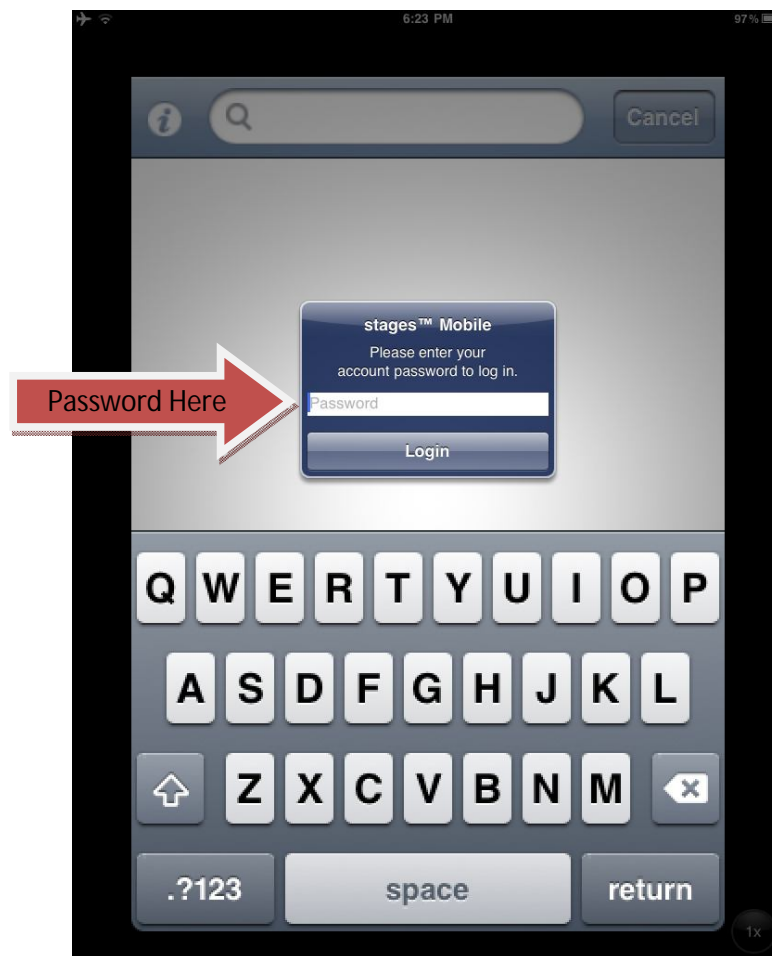 6:23 PM
97%
Cancel
stages™ Mobile
Please enter your
account password to log in.
Password Here
Password
Login
Q W E R T Y U I O P
A S D F G H J K L
Z X C V B N M
.?123 space return
1x